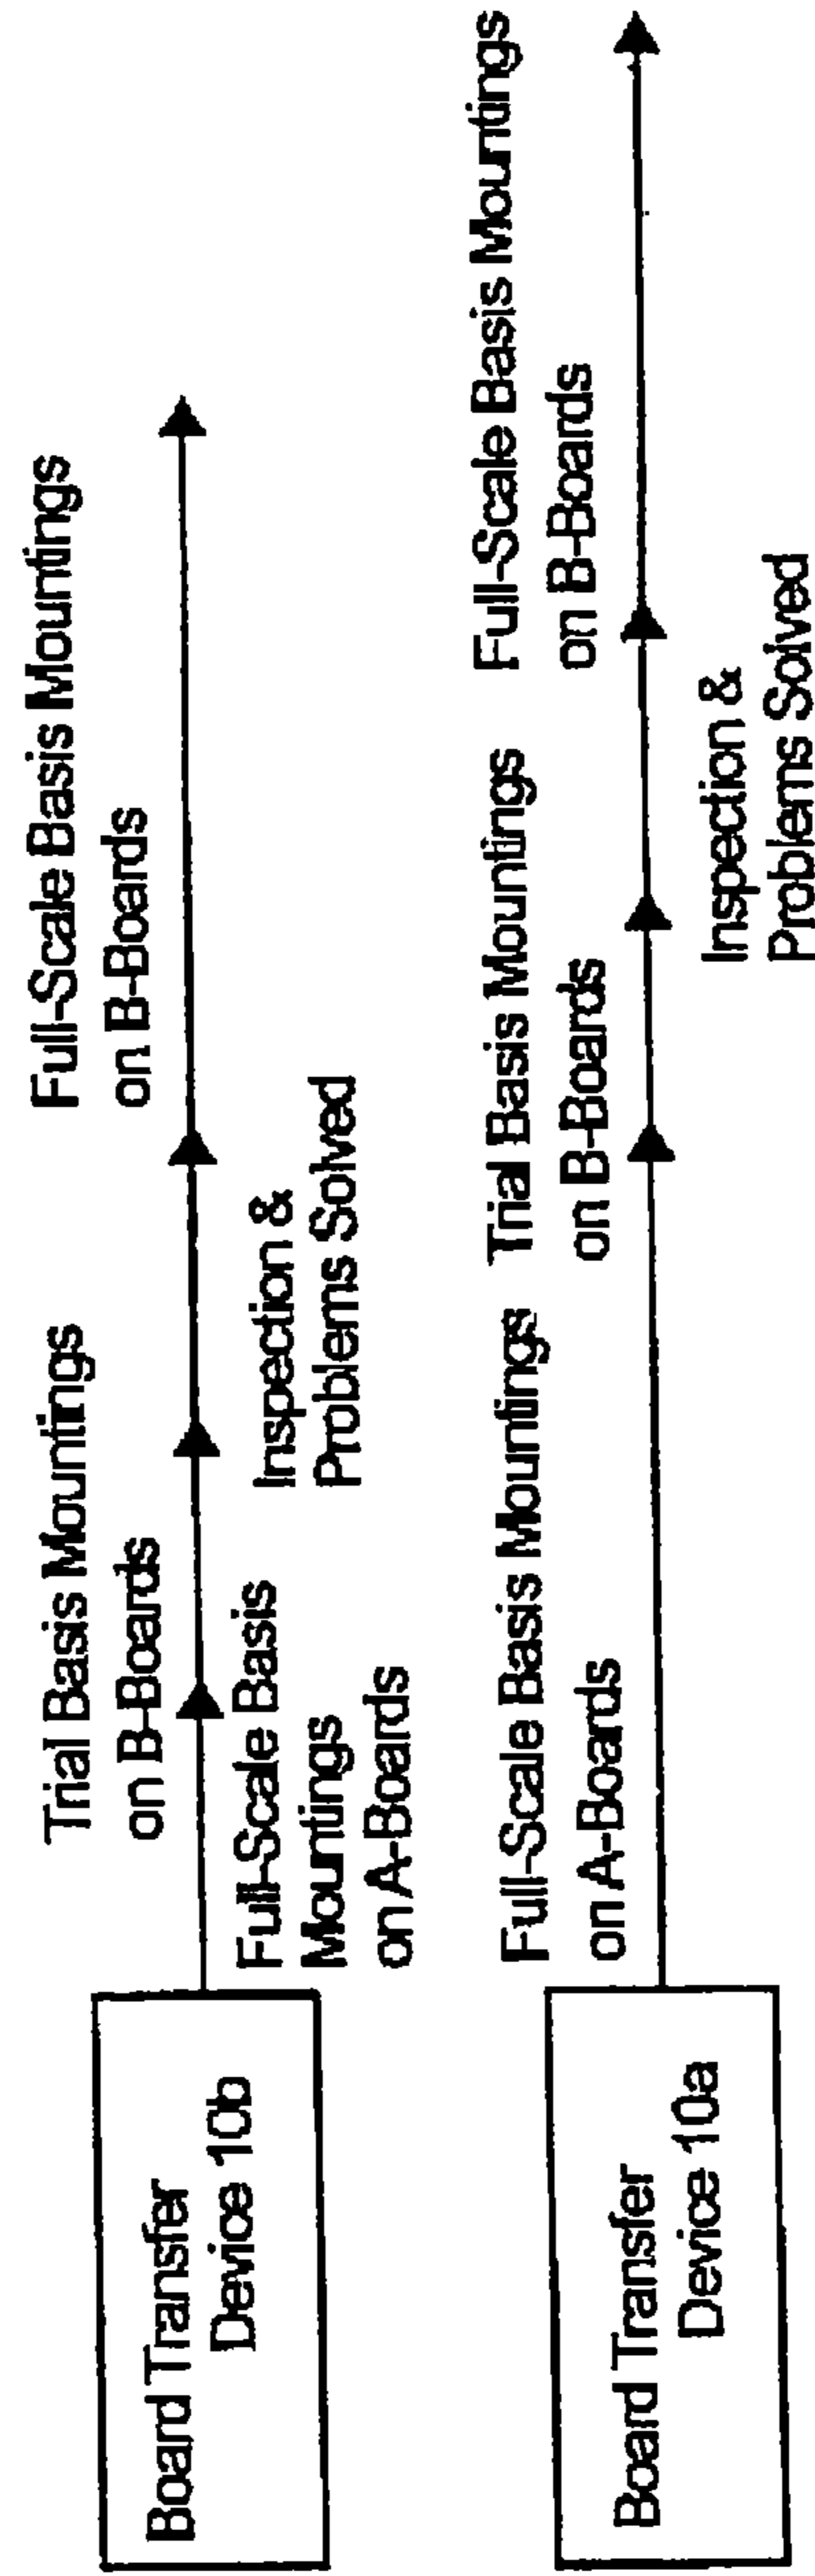 Board Transfer
Device 10b
Full-Scale Basis
Mountings
on A-Boards
Trial Basis Mountings
on B-Boards
Inspection &
Problems Solved
Full-Scale Basis Mountings
on B-Boards
Board Transfer
Device 10a
Full-Scale Basis Mountings
on A-Boards
Trial Basis Mountings
on B-Boards
Inspection &
Problems Solved
Full-Scale Basis Mountings
on B-Boards